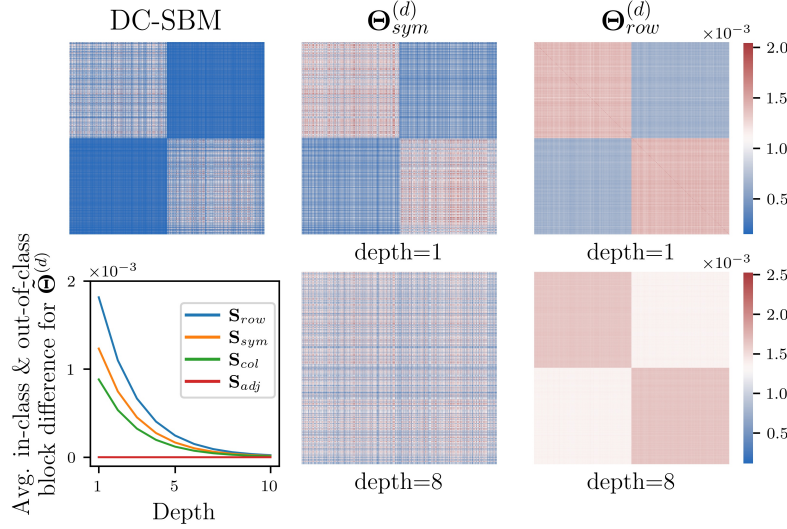 DC-SBM
Θ_sym^(d)
Θ_row^(d)
×10⁻³
2.0
1.5
1.0
0.5
depth=1
depth=1
Avg. in-class & out-of-class
block difference for Θ̃^(d)
×10⁻³
2
1
0
S_row
S_sym
S_col
S_adj
1
5
10
Depth
depth=8
depth=8
×10⁻³
2.5
2.0
1.5
1.0
0.5